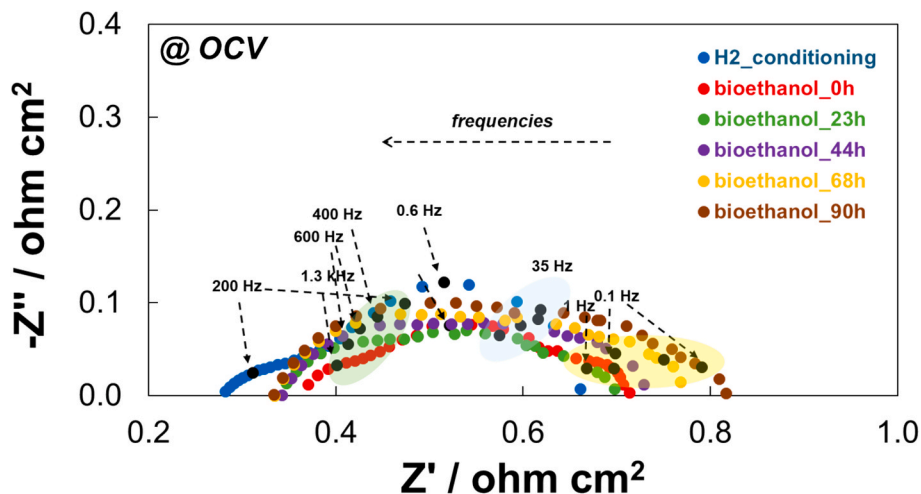 0.4
@ OCV
H2_conditioning
bioethanol_0h
0.3
frequencies
bioethanol_23h
bioethanol_44h
bioethanol_68h
0.2
400 Hz
0.6 Hz
bioethanol_90h
600 Hz
200 Hz
1.3 kHz
35 Hz
0.1
1 Hz
0.1 Hz
0.0
0.2
0.4
0.6
0.8
1.0
-Z'' / ohm cm2
Z' / ohm cm2